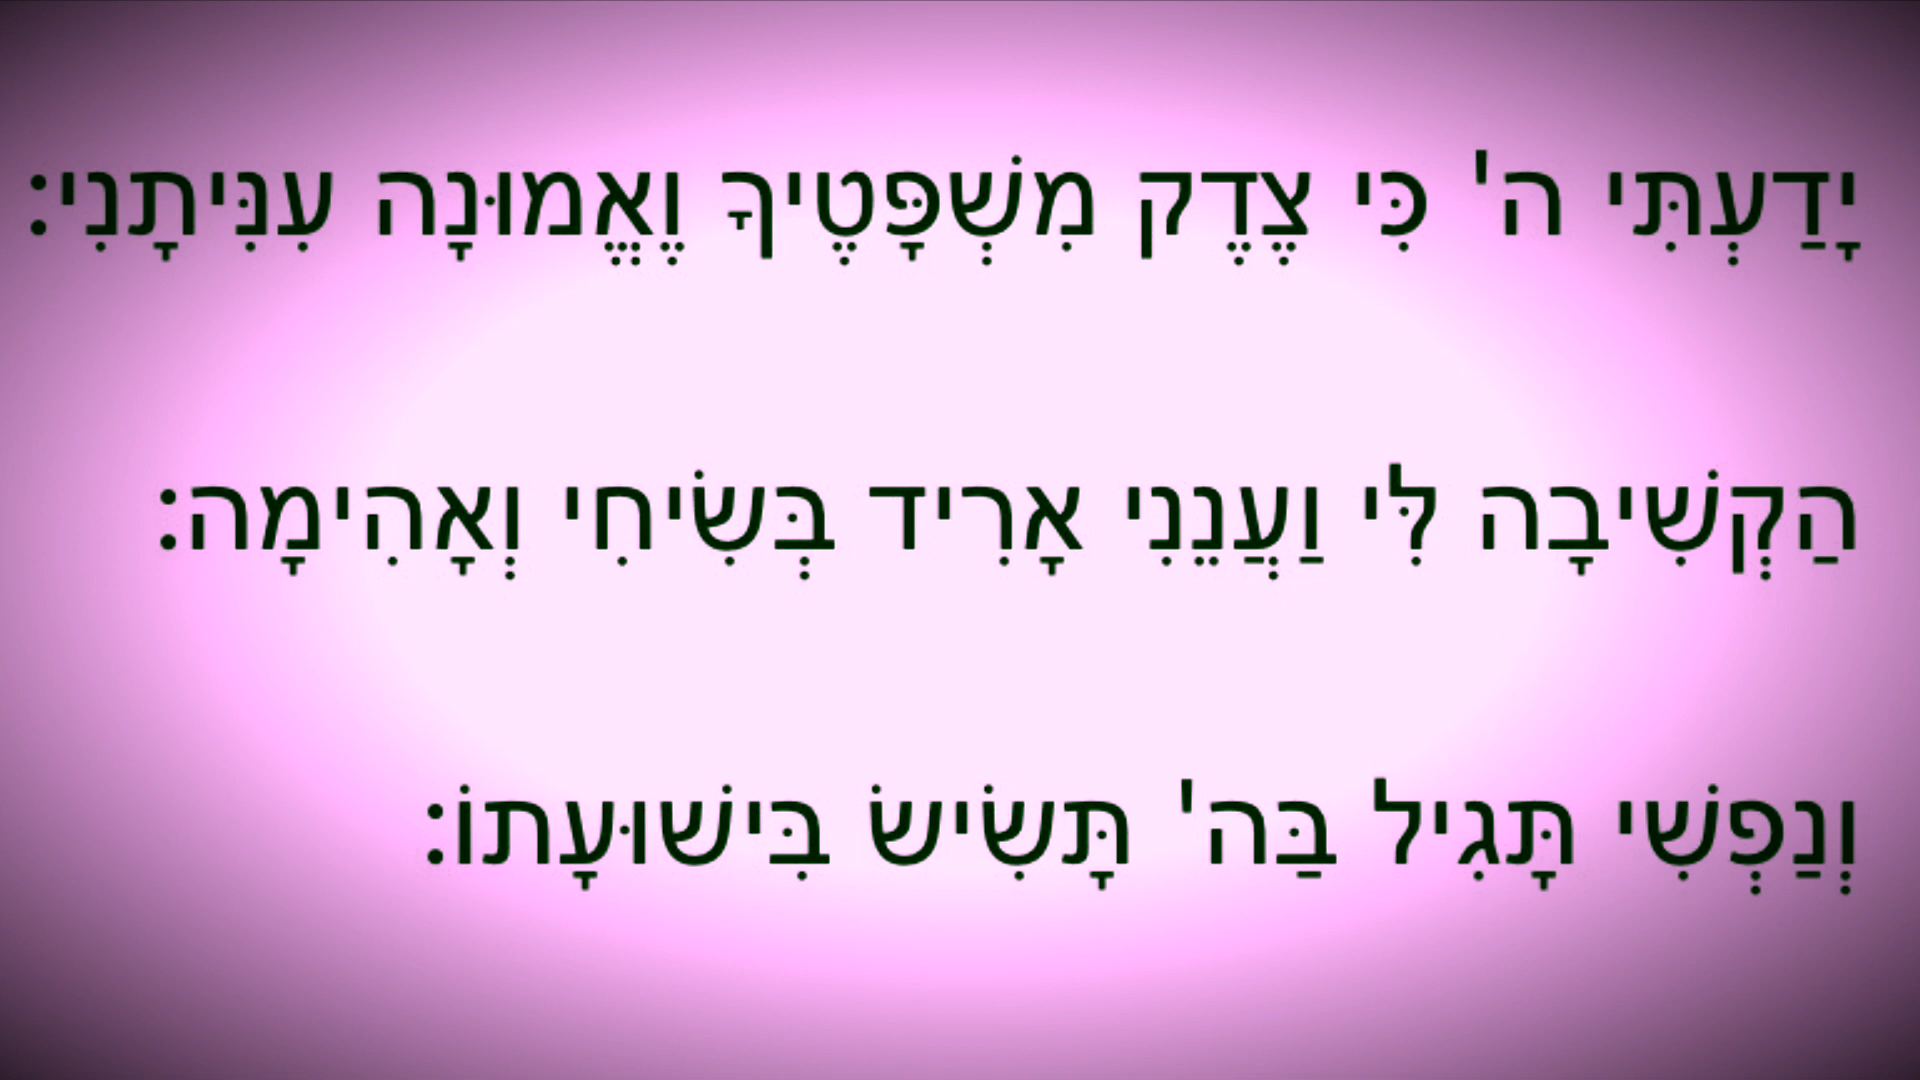 יָדַעְתִּי ה' כִּי צֶדֶק מִשְׁפָּטֶיךָ וֶאֱמוּנָה עִנִּיתָנִי:
הַקְשִׁיבָה לִּי וַעֲנֵנִי אָרִיד בְּשִׂיחִי וְאָהִימָה:
וְנַפְשִׁי תָּגִיל בַּה' תָּשִׂישׂ בִּישׁוּעָתוֹ: